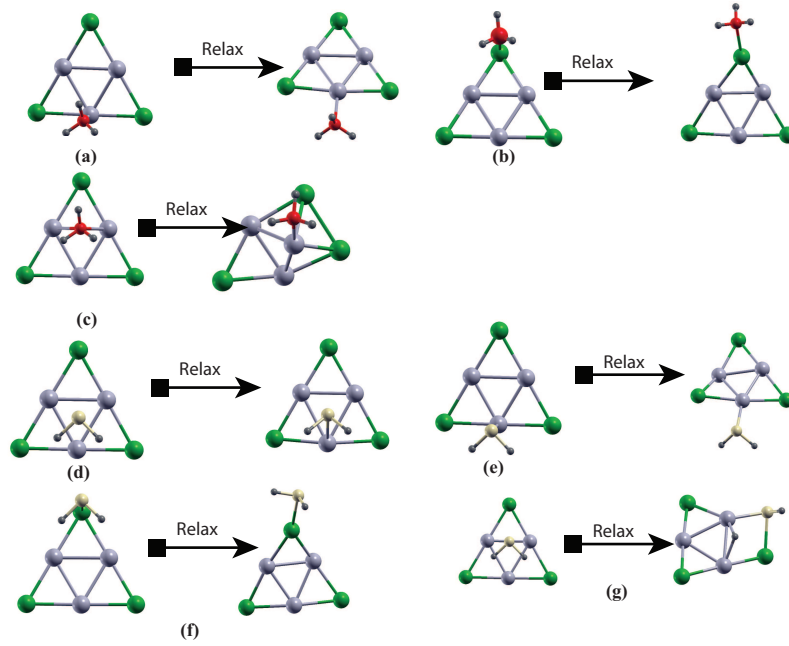 Relax
Relax
(a)
(b)
Relax
(c)
Relax
Relax
(d)
(e)
Relax
Relax
(g)
(f)